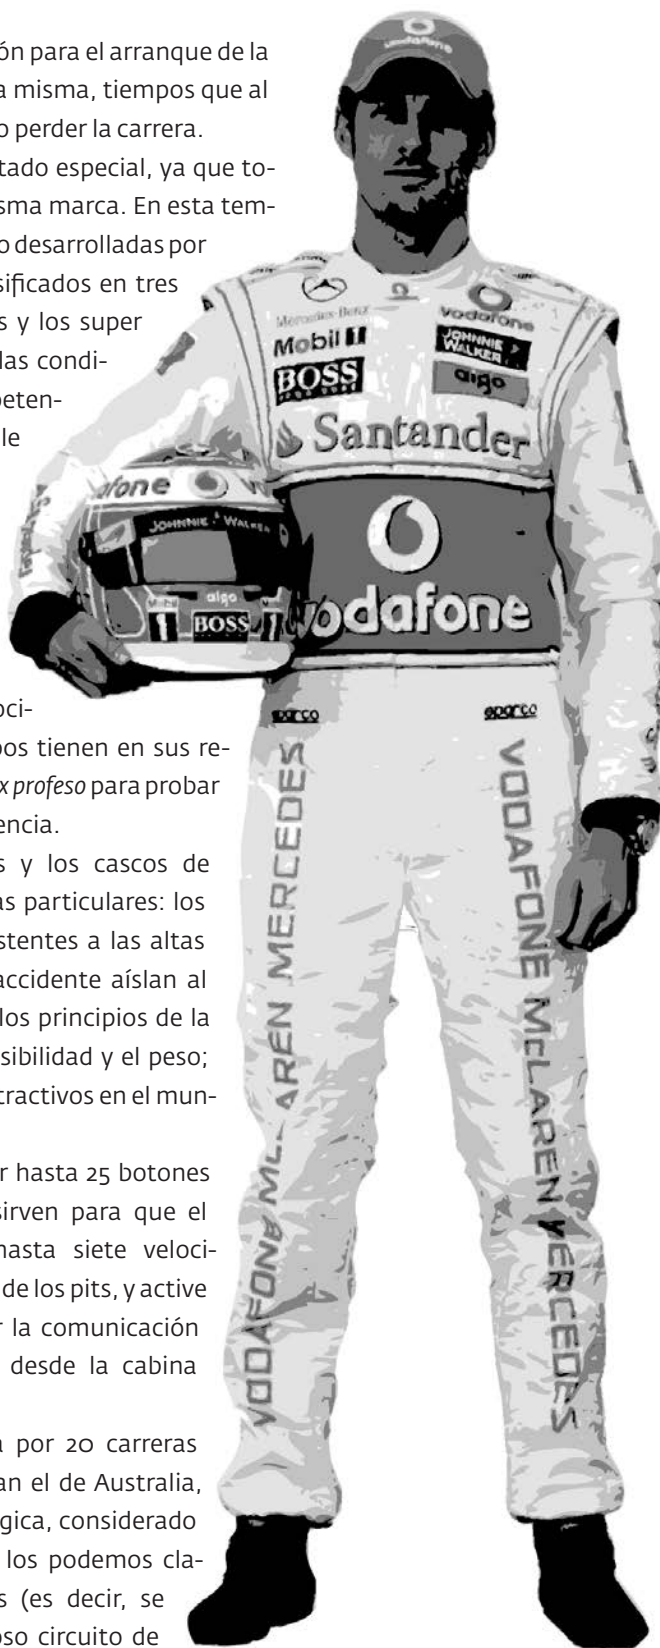 ón para el arranque de la
a misma, tiempos que al
o perder la carrera.
tado especial, ya que to-
sma marca. En esta tem-
o desarrolladas por
sificados en tres
s y los super
las condi-
peten-
le
oci-
pos tienen en sus re-
x profeso para probar
encia.
s y los cascos de
as particulares: los
istentes a las altas
accidente aíslan al
los principios de la
sibilidad y el peso;
tractivos en el mun-
r hasta 25 botones
sirven para que el
hasta siete veloci-
de los pits, y active
r la comunicación
desde la cabina
a por 20 carreras
an el de Australia,
gica, considerado
los podemos cla-
s (es decir, se
oso circuito de
vodafone
Mercedes-Benz
vodafone
Mobil 1
JOHNNIE WALKER
BOSS
aigo
Santander
vodafone
afone
JOHNNIE WALKER
aigo
BOSS
sparco
sparco
VODAFONE McLAREN MERCEDES
VODAFONE McLAREN MERCEDES